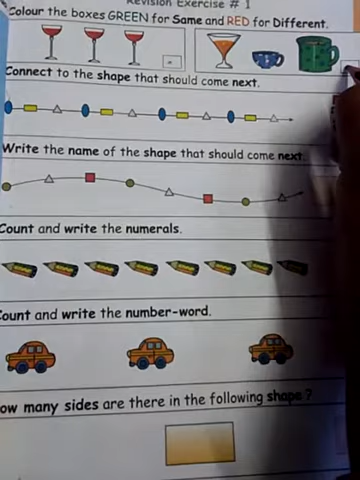 Revision Exercise # 1
Colour the boxes GREEN for Same and RED for Different.
Connect to the shape that should come next.
Write the name of the shape that should come next.
Count and write the numerals.
Count and write the number-word.
ow many sides are there in the following shape?